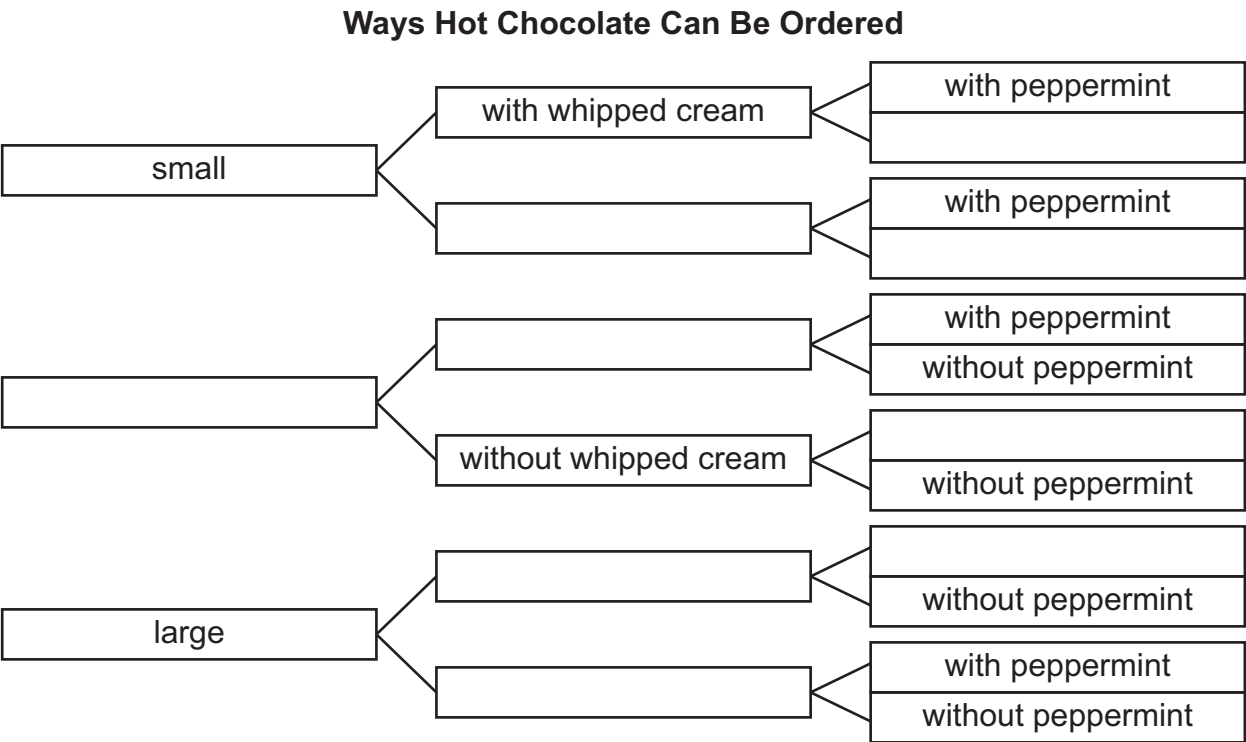 Ways Hot Chocolate Can Be Ordered
with peppermint
with whipped cream
small
with peppermint
with peppermint
without peppermint
without whipped cream
without peppermint
without peppermint
large
with peppermint
without peppermint